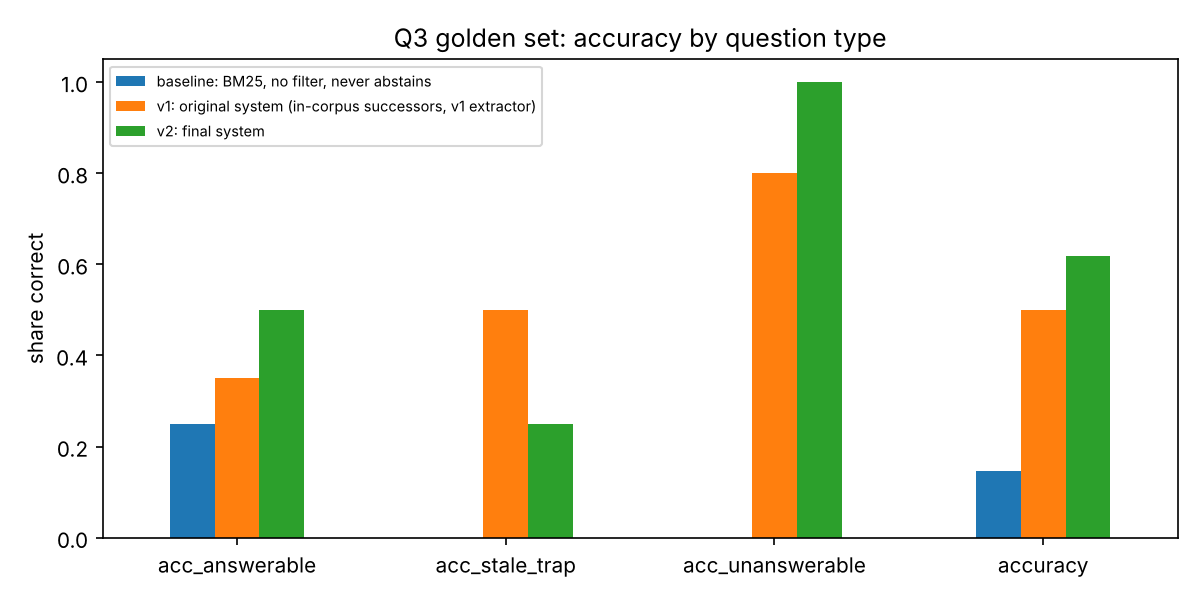 Q3 golden set: accuracy by question type
baseline: BM25, no filter, never abstains
v1: original system (in-corpus successors, v1 extractor)
v2: final system
share correct
1.0
0.8
0.6
0.4
0.2
0.0
acc_answerable
acc_stale_trap
acc_unanswerable
accuracy